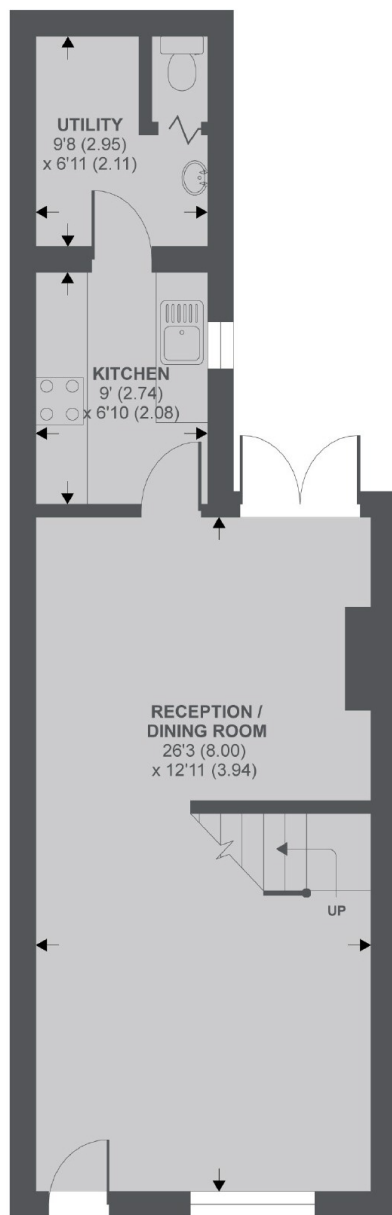 UTILITY
9'8 (2.95)
x 6'11 (2.11)
KITCHEN
9' (2.74)
x 6'10 (2.08)
RECEPTION /
DINING ROOM
26'3 (8.00)
x 12'11 (3.94)
UP